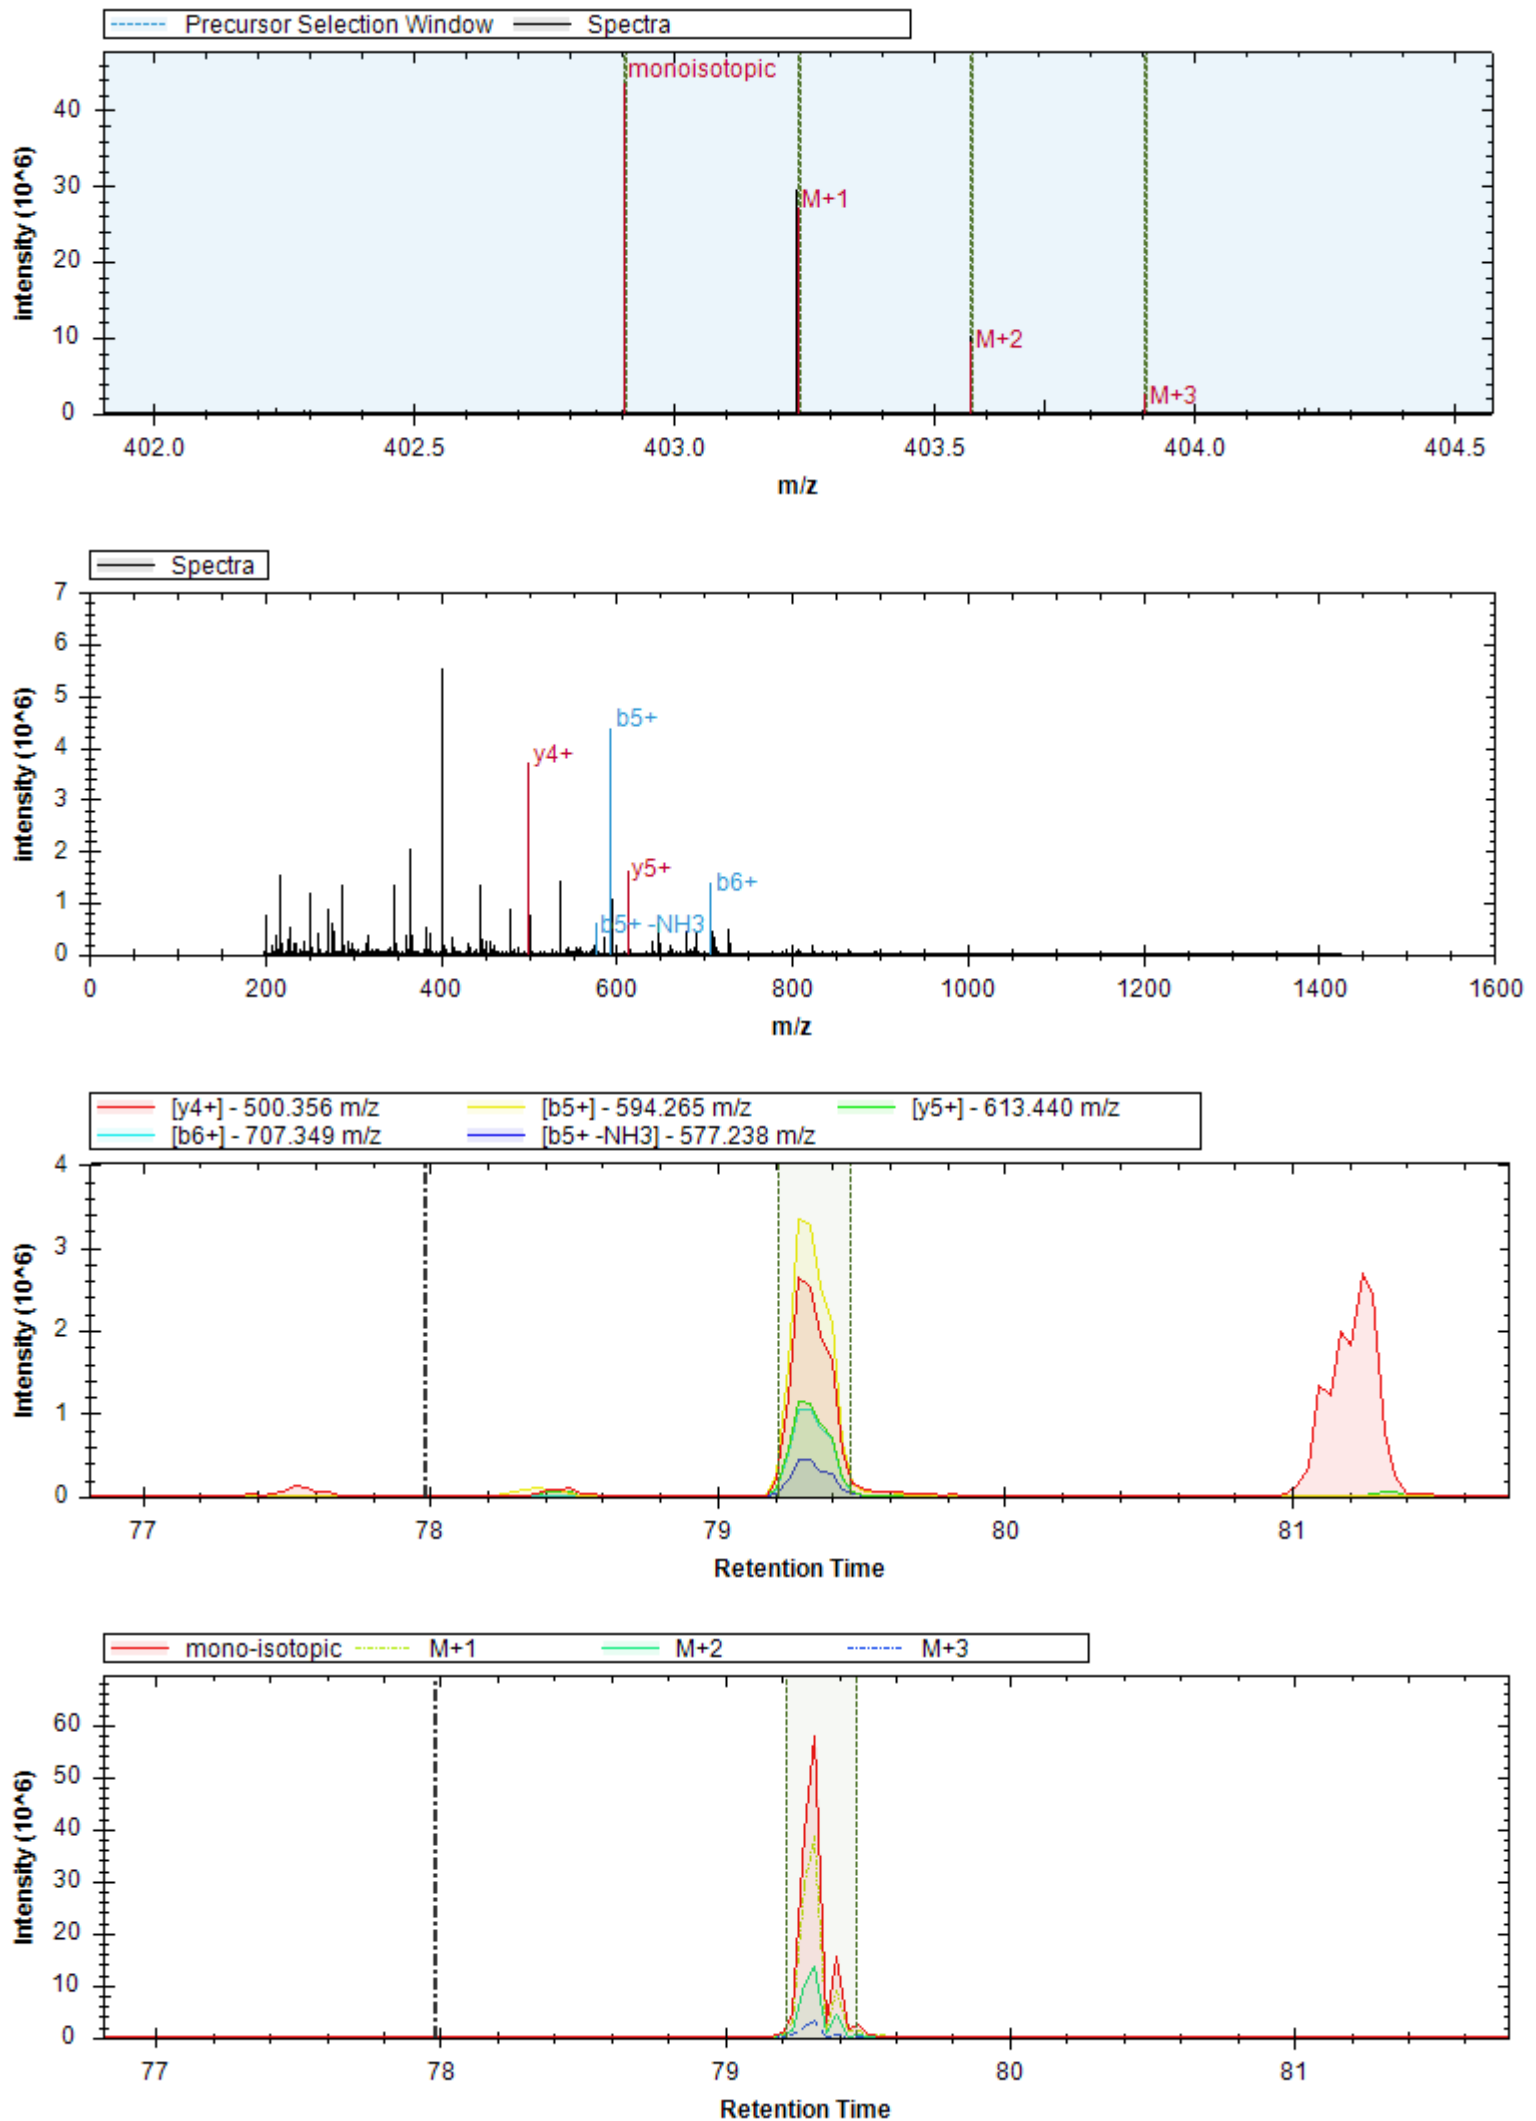 Precursor Selection Window Spectra
monoisotopic
M+1
M+2
M+3
40
30
20
10
0
intensity (10^6)
402.0 402.5 403.0 403.5 404.0 404.5
m/z
Spectra
7
6
5
4
3
2
1
0
intensity (10^6)
b5+
y4+
y5+
b6+
b5+ -NH3
0 200 400 600 800 1000 1200 1400 1600
m/z
[y4+] - 500.356 m/z [b5+] - 594.265 m/z [y5+] - 613.440 m/z
[b6+] - 707.349 m/z [b5+ -NH3] - 577.238 m/z
4
3
2
1
0
Intensity (10^6)
77 78 79 80 81
Retention Time
mono-isotopic M+1 M+2 M+3
60
50
40
30
20
10
0
Intensity (10^6)
77 78 79 80 81
Retention Time